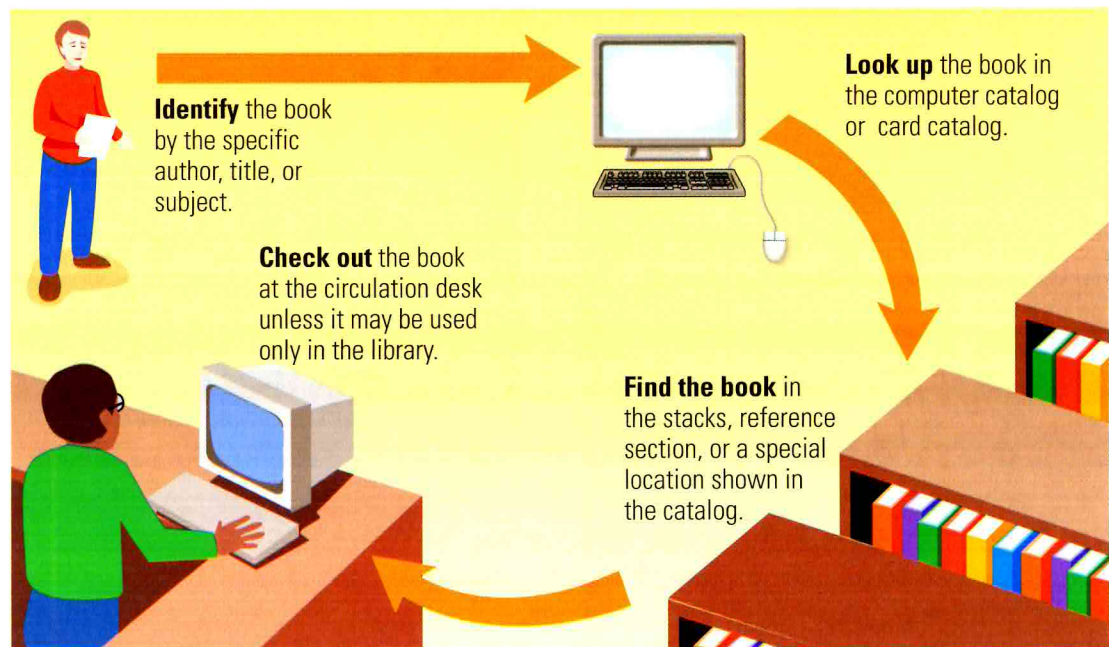 Identify the book
by the specific
author, title, or
subject.
Look up the book in
the computer catalog
or card catalog.
Find the book in
the stacks, reference
section, or a special
location shown in
the catalog.
Check out the book
at the circulation desk
unless it may be used
only in the library.